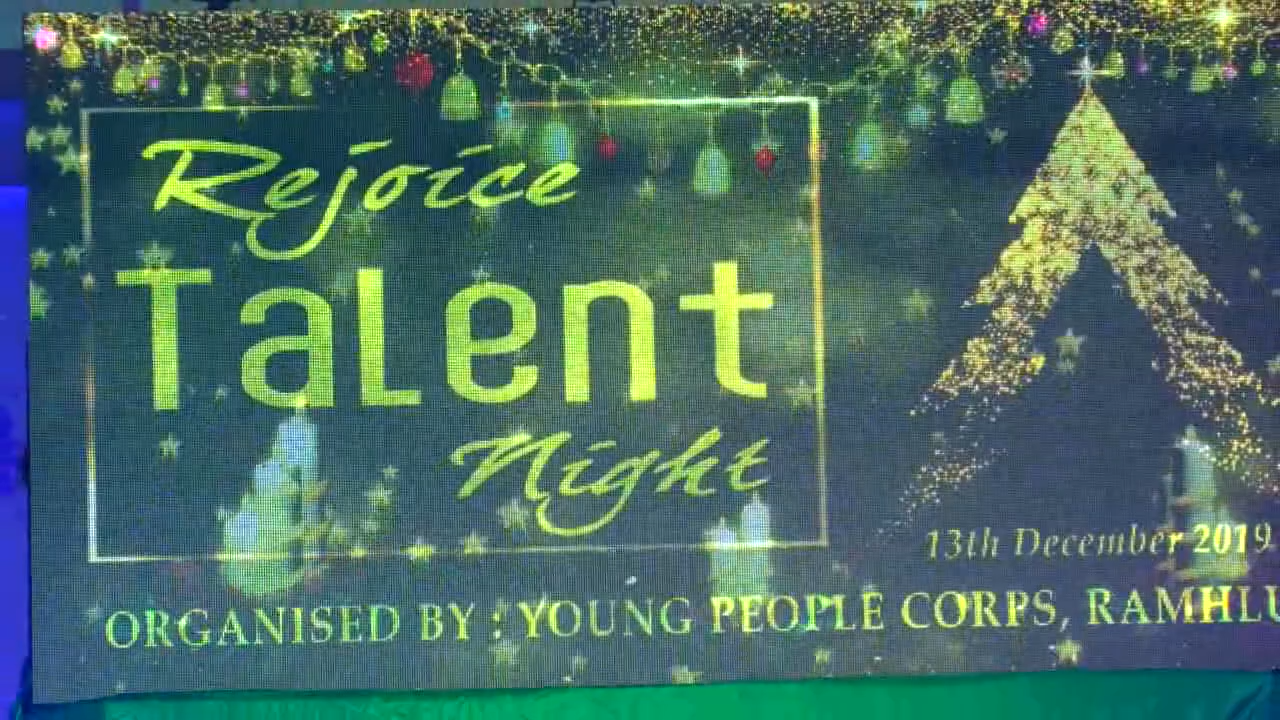 Rejoice
TaLent
Night
13th December 2019
ORGANISED BY : YOUNG PEOPLE CORPS,